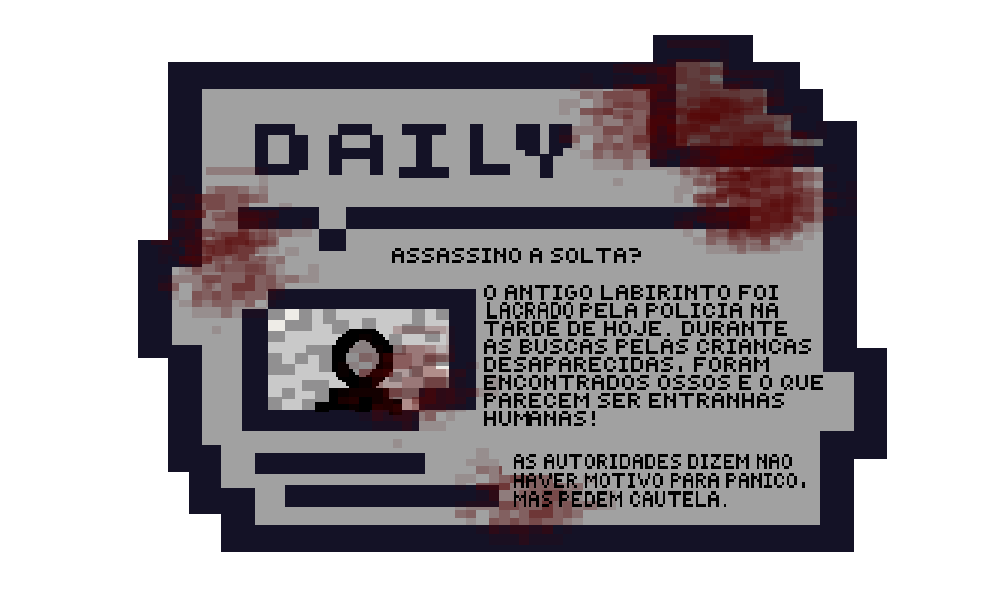 DAILY
ASSASSINO A SOLTA?
O ANTIGO LABIRINTO FOI
LACRADO PELA POLICIA NA
TARDE DE HOJE. DURANTE
AS BUSCAS PELAS CRIANCAS
DESAPARECIDAS, FORAM
ENCONTRADOS OSSOS E O QUE
PARECEM SER ENTRANHAS
HUMANAS!
AS AUTORIDADES DIZEM NAO
HAVER MOTIVO PARA PANICO,
MAS PEDEM CAUTELA.